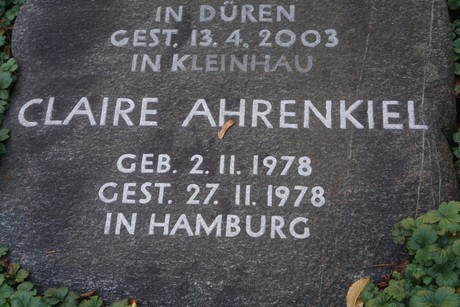 IN DÜREN
GEST. 13. 4. 2003
IN KLEINHAU
CLAIRE AHRENKIEL
GEB. 2. 11. 1978
GEST. 27. 11. 1978
IN HAMBURG